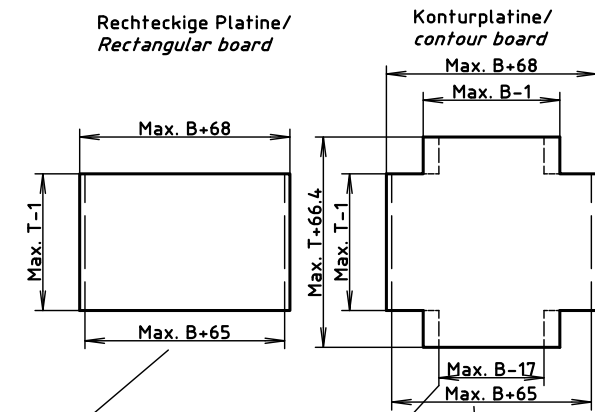 Rechteckige Platine/
Rectangular board
Max. B+68
Max. T-1
Max. B+65
Konturplatine/
contour board
Max. B+68
Max. B-1
Max. T+66.4
Max. T-1
Max. B-17
Max. B+65